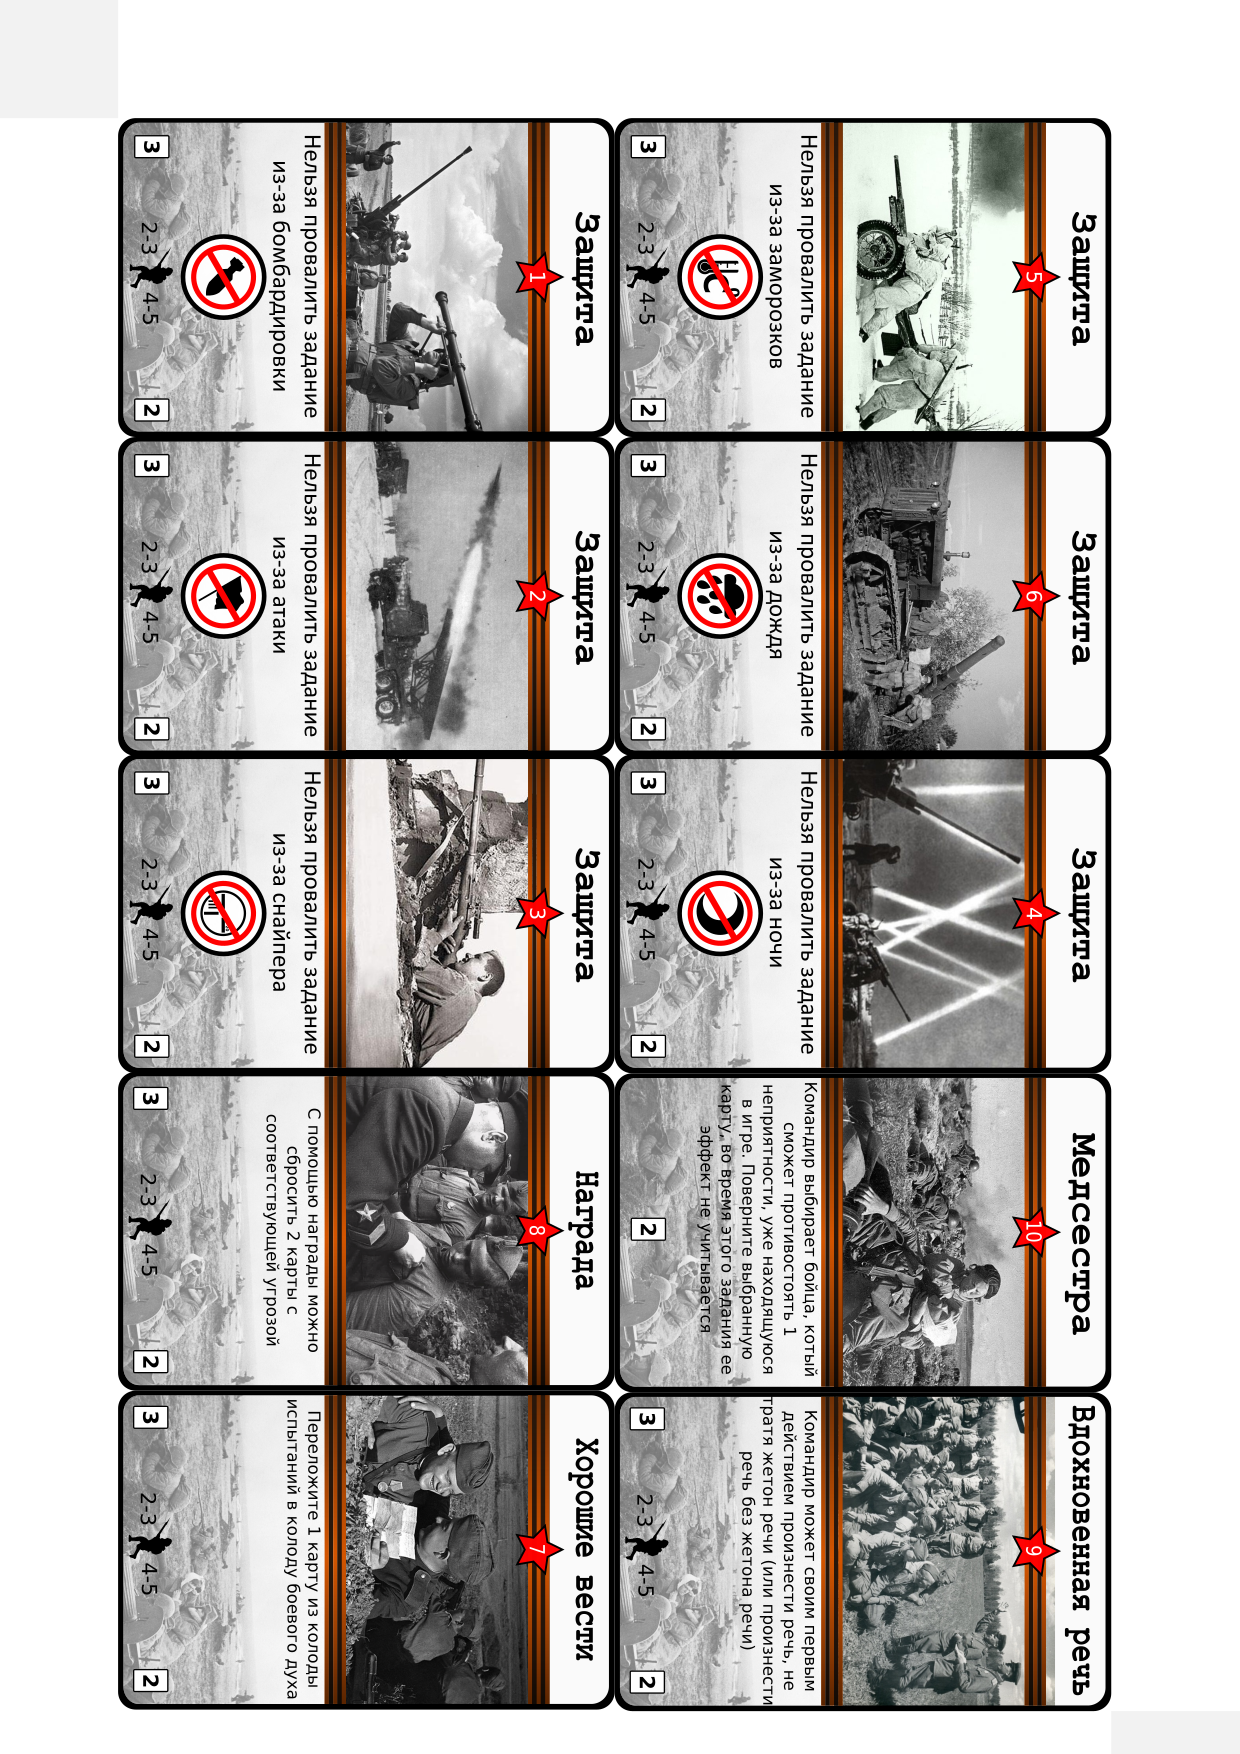 Защита
1
Нельзя провалить задание
из-за бомбардировки
3
2-3
4-5
2
Защита
2
Нельзя провалить задание
из-за атаки
3
2-3
4-5
2
Защита
3
Нельзя провалить задание
из-за снайпера
3
2-3
4-5
2
Награда
8
С помощью награды можно
сбросить 2 карты с
соответствующей угрозой
3
2-3
4-5
2
Хорошие вести
7
Переложите 1 карту из колоды
испытаний в колоду боевого духа
3
2-3
4-5
2
Защита
5
Нельзя провалить задание
из-за заморозков
3
2-3
4-5
2
Защита
6
Нельзя провалить задание
из-за дождя
3
2-3
4-5
2
Защита
4
Нельзя провалить задание
из-за ночи
3
2-3
4-5
2
Медсестра
10
Командир выбирает бойца, котый
сможет противостоять 1
неприятности, уже находящуюся
в игре. Поверните выбранную
карту, во время этого задания ее
эффект не учитывается
2
Вдохновенная речь
9
Командир может своим первым
действием произнести речь, не
тратя жетон речи (или произнести
речь без жетона речи)
3
2-3
4-5
2